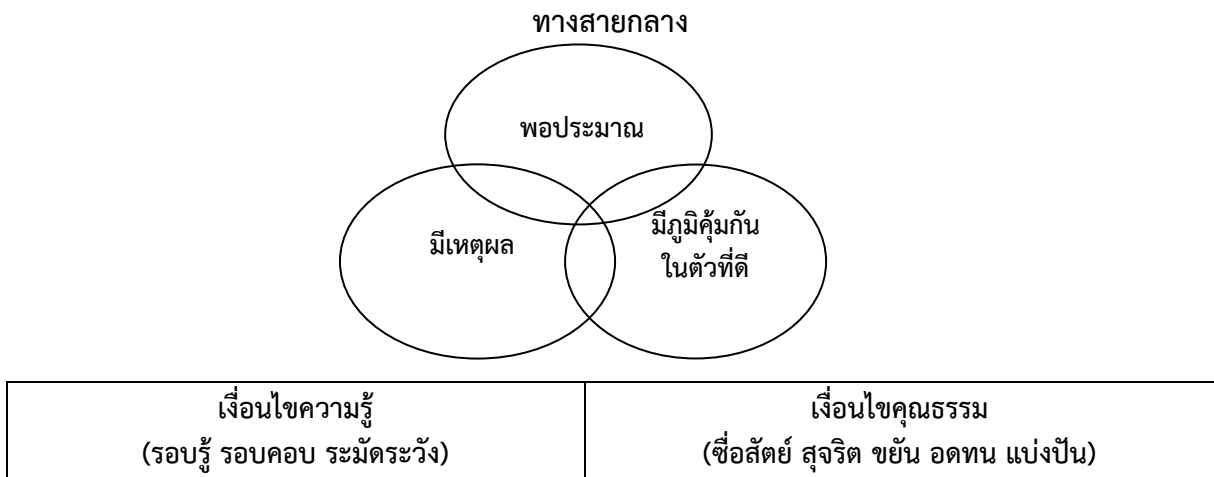 ทางสายกลาง
พอประมาณ
มีเหตุผล
มีภูมิคุ้มกัน
ในตัวที่ดี
เงื่อนไขความรู้
(รอบรู้ รอบคอบ ระมัดระวัง)
เงื่อนไขคุณธรรม
(ซื่อสัตย์ สุจริต ขยัน อดทน แบ่งปัน)